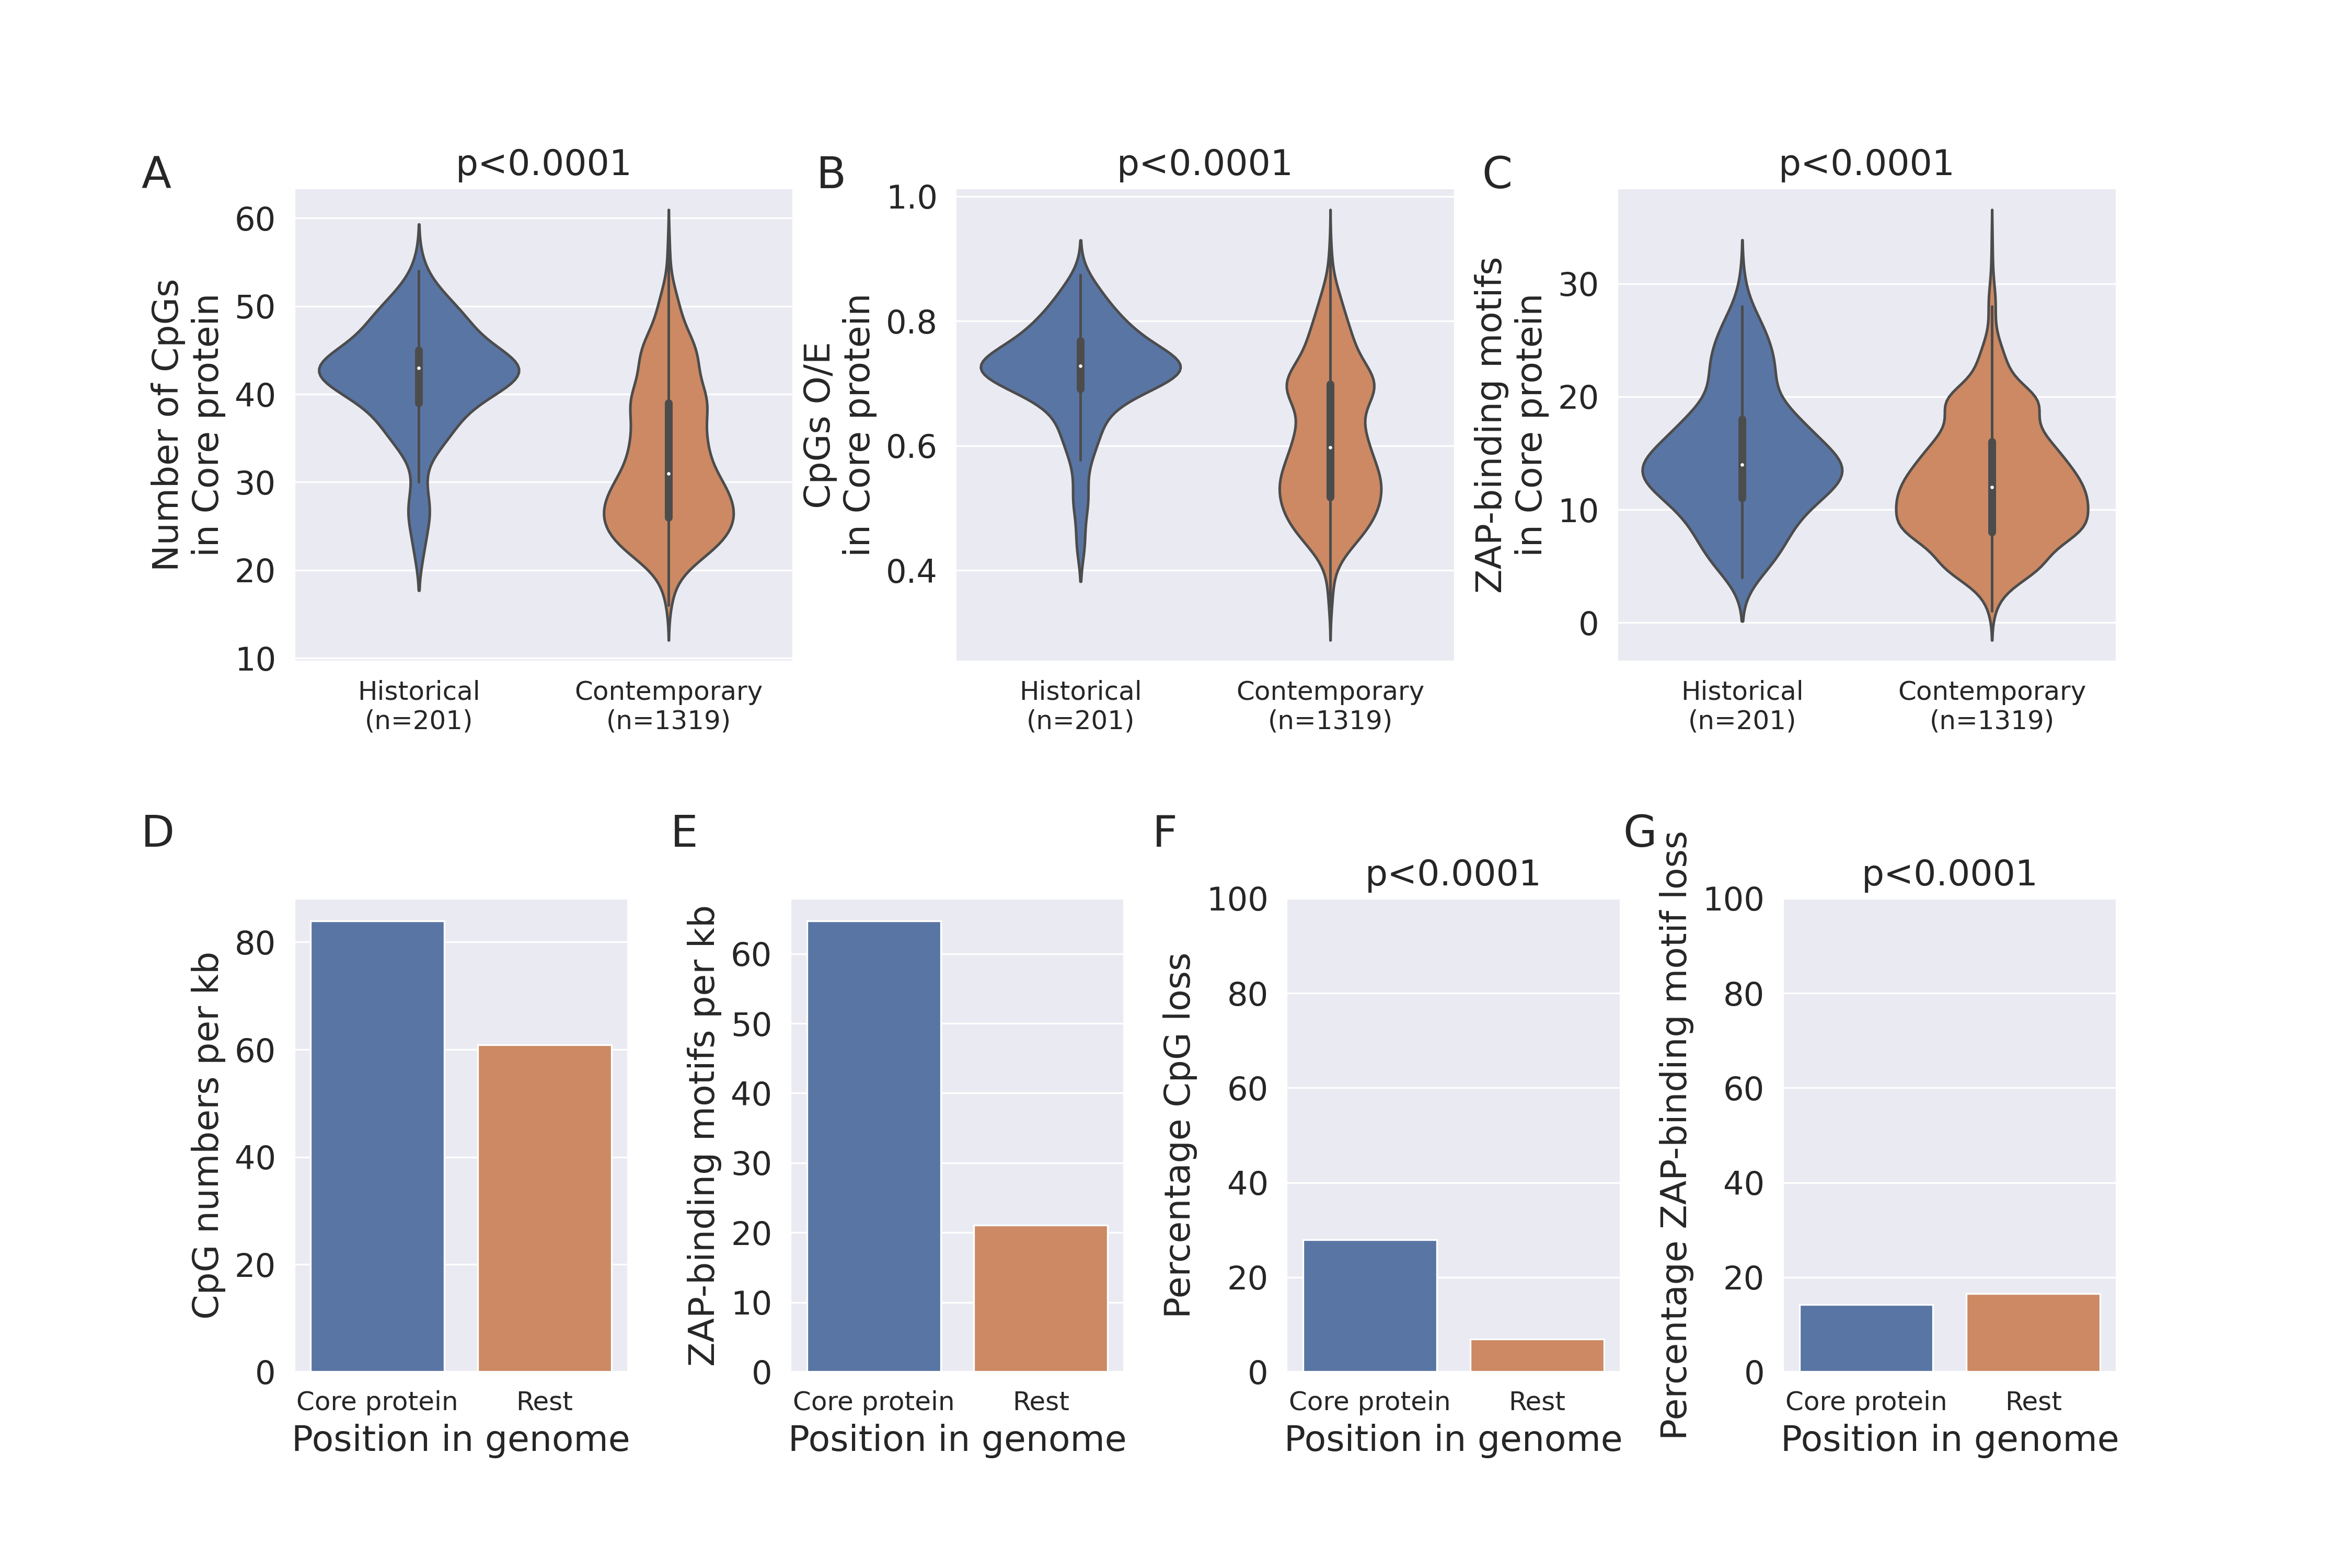 A
p<0.0001
Number of CpGs
in Core protein
60
50
40
30
20
10
Historical
(n=201)
Contemporary
(n=1319)
B
p<0.0001
CpGs O/E
in Core protein
1.0
0.8
0.6
0.4
Historical
(n=201)
Contemporary
(n=1319)
C
p<0.0001
ZAP-binding motifs
in Core protein
30
20
10
0
Historical
(n=201)
Contemporary
(n=1319)
D
CpG numbers per kb
80
60
40
20
0
Core protein
Rest
Position in genome
E
ZAP-binding motifs per kb
60
50
40
30
20
10
0
Core protein
Rest
Position in genome
F
p<0.0001
Percentage CpG loss
100
80
60
40
20
0
Core protein
Rest
Position in genome
G
p<0.0001
Percentage ZAP-binding motif loss
100
80
60
40
20
0
Core protein
Rest
Position in genome